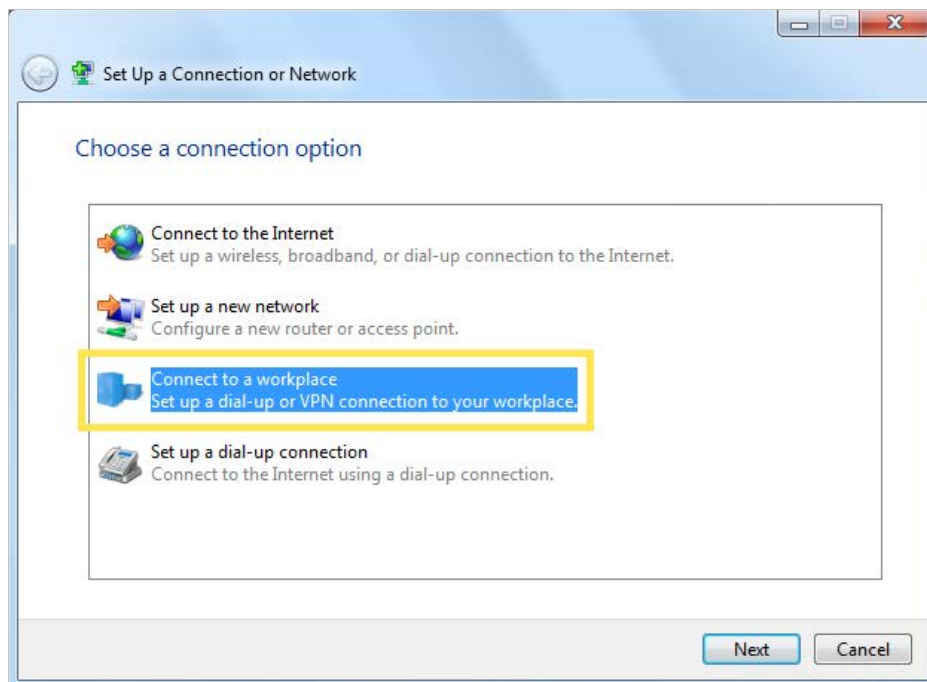 Set Up a Connection or Network
Choose a connection option
Connect to the Internet
Set up a wireless, broadband, or dial-up connection to the Internet.
Set up a new network
Configure a new router or access point.
Connect to a workplace
Set up a dial-up or VPN connection to your workplace.
Set up a dial-up connection
Connect to the Internet using a dial-up connection.
Next Cancel